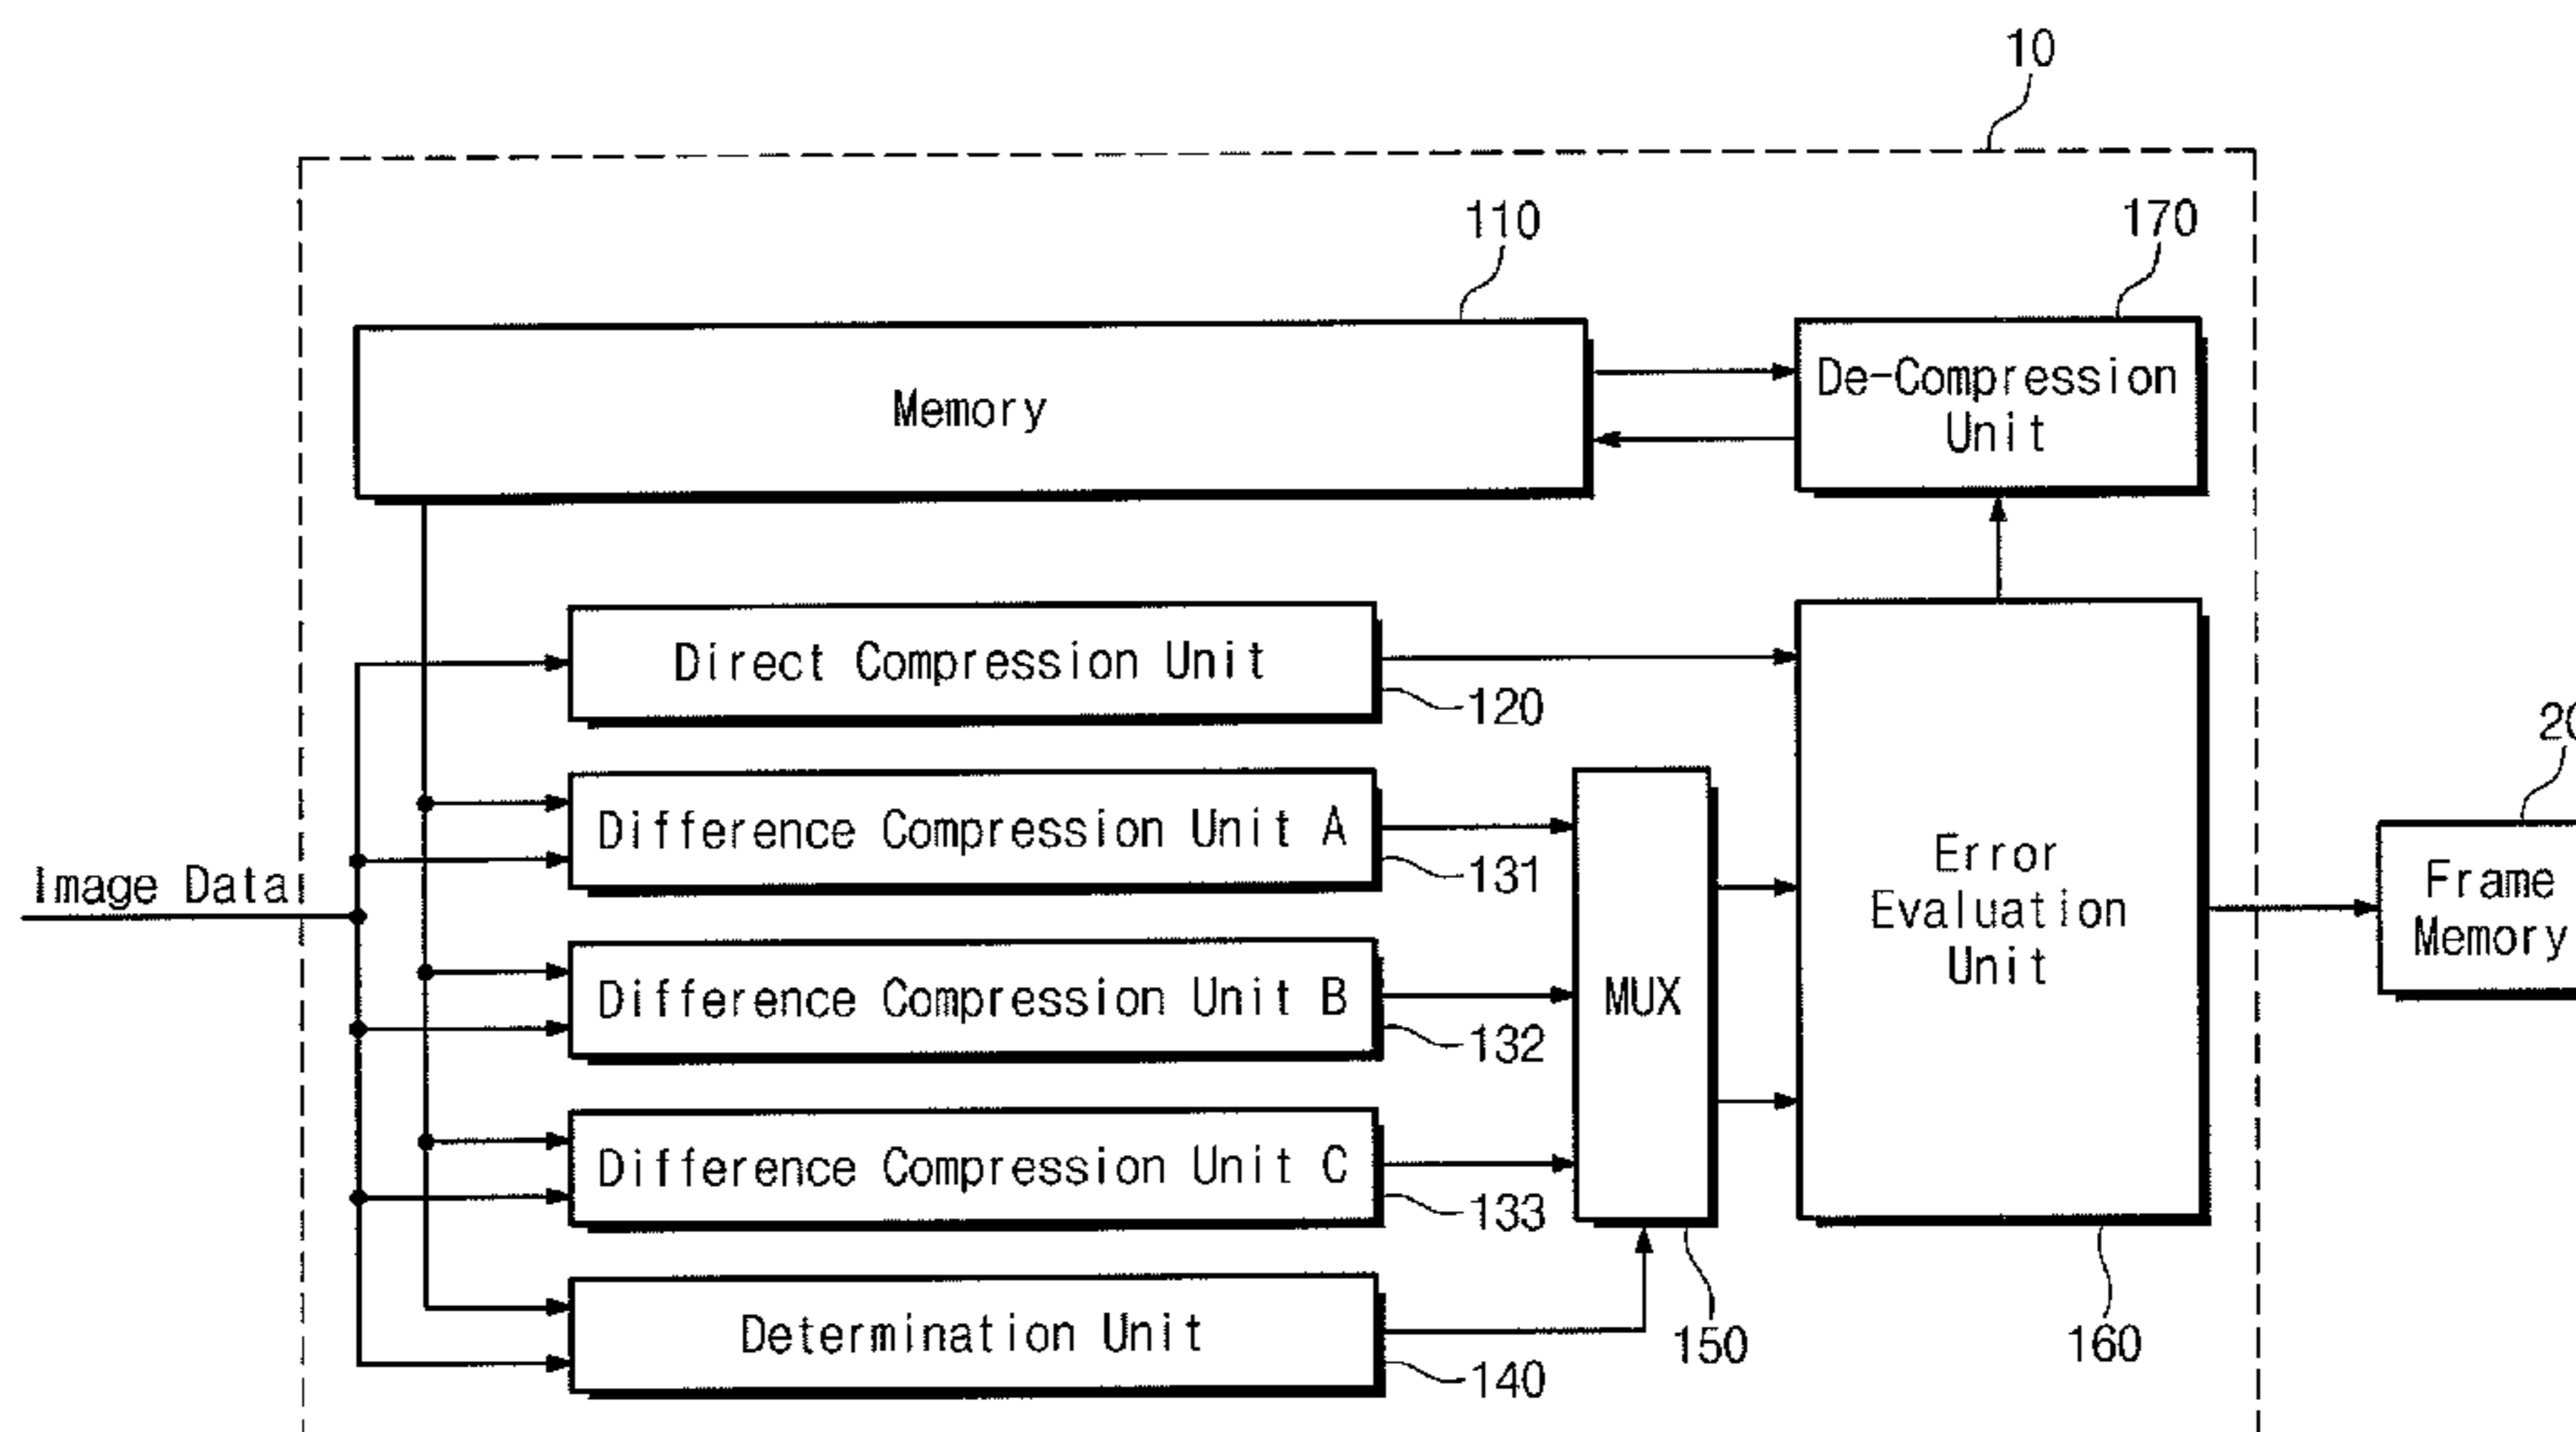 10
110
170
Memory
De-Compression
Unit
Direct Compression Unit
120
Difference Compression Unit A
131
Image Data
Difference Compression Unit B
132
MUX
Error
Evaluation
Unit
Frame
Memory
Difference Compression Unit C
133
Determination Unit
140
150
160